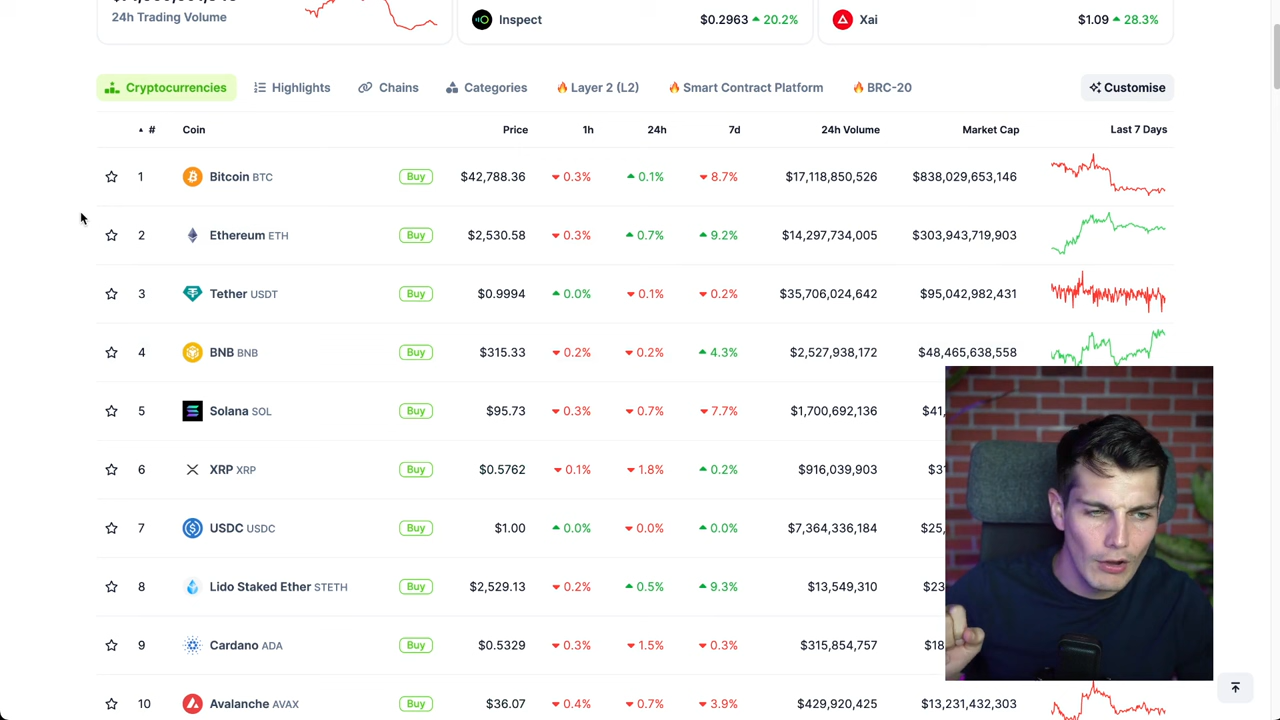 24h Trading Volume
Inspect $0.2963 20.2%
Xai $1.09 28.3%
Cryptocurrencies Highlights Chains Categories Layer 2 (L2) Smart Contract Platform BRC-20 Customise
# Coin Price 1h 24h 7d 24h Volume Market Cap Last 7 Days
1 Bitcoin BTC Buy $42,788.36 0.3% 0.1% 8.7% $17,118,850,526 $838,029,653,146
2 Ethereum ETH Buy $2,530.58 0.3% 0.7% 9.2% $14,297,734,005 $303,943,719,903
3 Tether USDT Buy $0.9994 0.0% 0.1% 0.2% $35,706,024,642 $95,042,982,431
4 BNB BNB Buy $315.33 0.2% 0.2% 4.3% $2,527,938,172 $48,465,638,558
5 Solana SOL Buy $95.73 0.3% 0.7% 7.7% $1,700,692,136 $41,
6 XRP XRP Buy $0.5762 0.1% 1.8% 0.2% $916,039,903
7 USDC USDC Buy $1.00 0.0% 0.0% 0.0% $7,364,336,184 $25,
8 Lido Staked Ether STETH Buy $2,529.13 0.2% 0.5% 9.3% $13,549,310 $23
9 Cardano ADA Buy $0.5329 0.3% 1.5% 0.3% $315,854,757 $18
10 Avalanche AVAX Buy $36.07 0.4% 0.7% 3.9% $429,920,425 $13,231,432,303